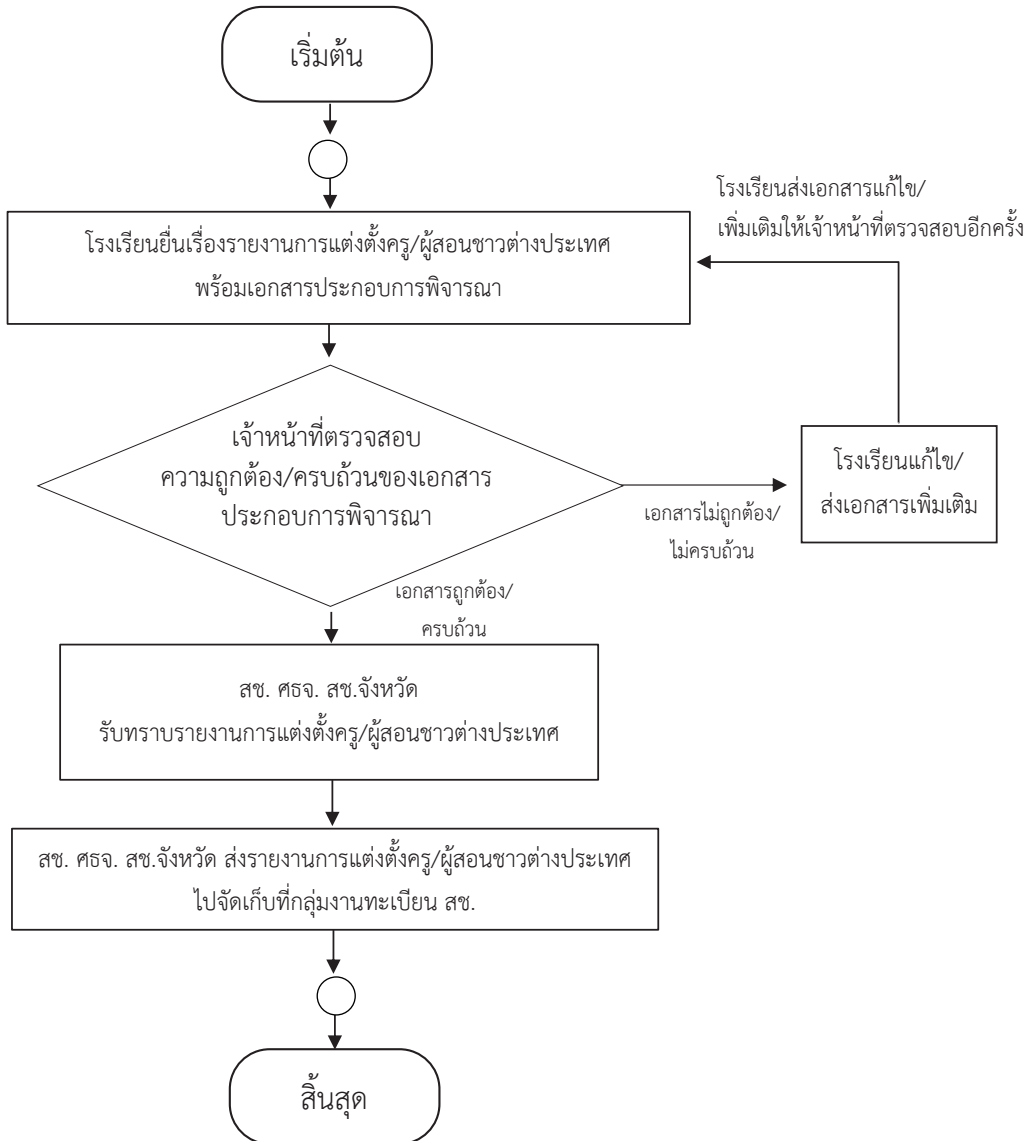 เริ่มต้น
โรงเรียนส่งเอกสารแก้ไข/
เพิ่มเติมให้เจ้าหน้าที่ตรวจสอบอีกครั้ง
โรงเรียนยื่นเรื่องรายงานการแต่งตั้งครู/ผู้สอนชาวต่างประเทศ
พร้อมเอกสารประกอบการพิจารณา
เจ้าหน้าที่ตรวจสอบ
ความถูกต้อง/ครบถ้วนของเอกสาร
ประกอบการพิจารณา
เอกสารไม่ถูกต้อง/
ไม่ครบถ้วน
โรงเรียนแก้ไข/
ส่งเอกสารเพิ่มเติม
เอกสารถูกต้อง/
ครบถ้วน
สช. ศธจ. สช.จังหวัด
รับทราบรายงานการแต่งตั้งครู/ผู้สอนชาวต่างประเทศ
สช. ศธจ. สช.จังหวัด ส่งรายงานการแต่งตั้งครู/ผู้สอนชาวต่างประเทศ
ไปจัดเก็บที่กลุ่มงานทะเบียน สช.
สิ้นสุด